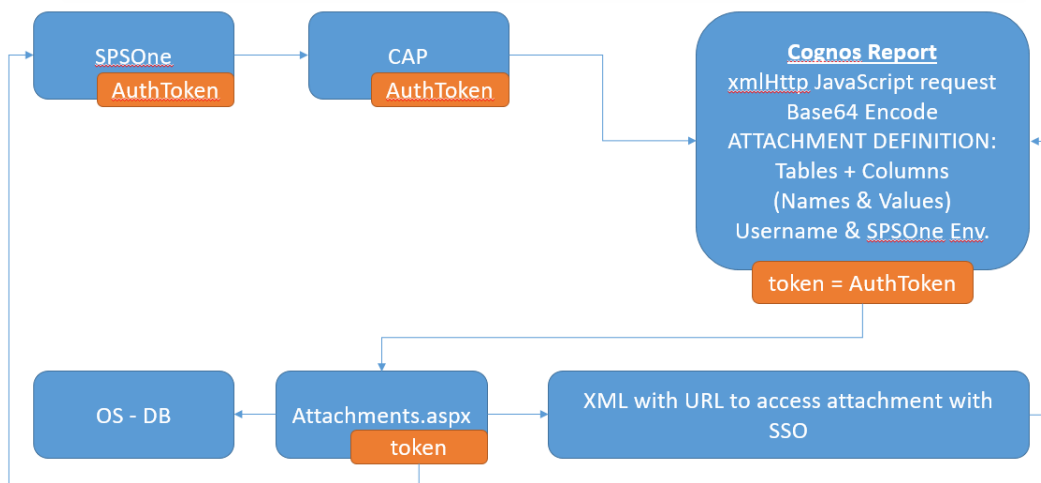 SPSOne
AuthToken
CAP
AuthToken
Cognos Report
xmlHttp JavaScript request
Base64 Encode
ATTACHMENT DEFINITION:
Tables + Columns
(Names & Values)
Username & SPSOne Env.
token = AuthToken
OS - DB
Attachments.aspx
token
XML with URL to access attachment with
SSO